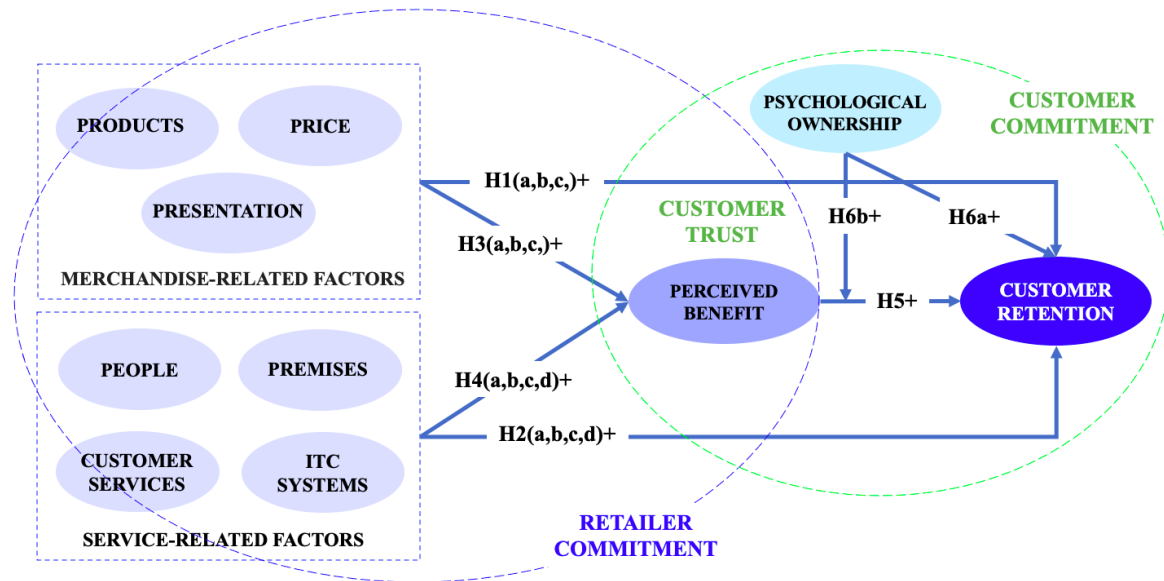 PRODUCTS
PRICE
PRESENTATION
MERCHANDISE-RELATED FACTORS
PEOPLE
PREMISES
CUSTOMER
SERVICES
ITC
SYSTEMS
SERVICE-RELATED FACTORS
H1(a,b,c,)+
H3(a,b,c,)+
H4(a,b,c,d)+
H2(a,b,c,d)+
RETAILER
COMMITMENT
CUSTOMER
TRUST
PERCEIVED
BENEFIT
PSYCHOLOGICAL
OWNERSHIP
H6b+
H6a+
H5+
CUSTOMER
COMMITMENT
CUSTOMER
RETENTION